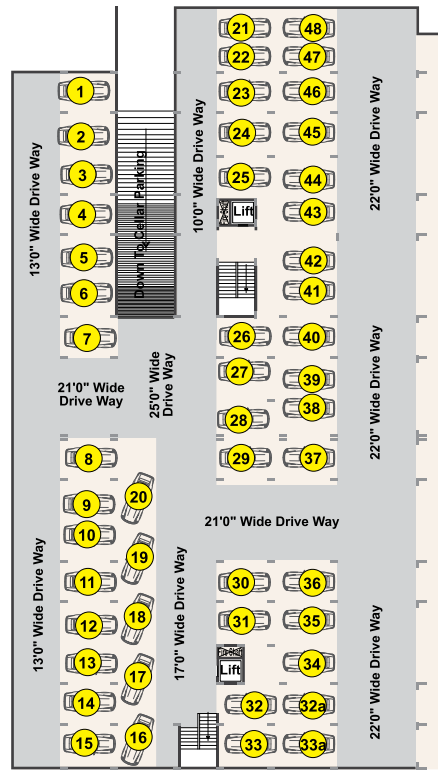 21
48
22
47
1
23
46
2
24
45
3
25
44
4
Lift
43
13'0" Wide Drive Way
Down To Cellar Parking
10'0" Wide Drive Way
22'0" Wide Drive Way
5
42
6
41
7
26
40
27
39
38
28
21'0" Wide
Drive Way
25'0" Wide
Drive Way
22'0" Wide Drive Way
8
29
37
20
9
10
21'0" Wide Drive Way
19
11
30
36
18
12
31
35
13
17
Lift
34
14
32
33a
16
15
33
33a
13'0" Wide Drive Way
17'0" Wide Drive Way
22'0" Wide Drive Way